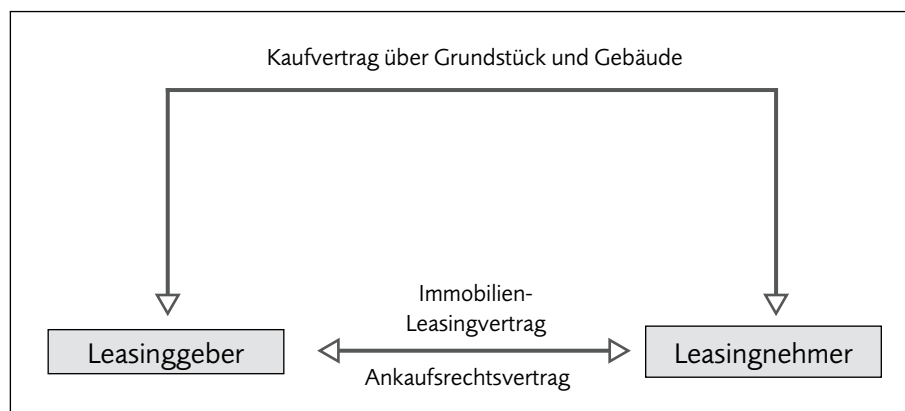 Kaufvertrag über Grundstück und Gebäude
Immobilien-
Leasingvertrag
Leasinggeber
Leasingnehmer
Ankaufsrechtsvertrag